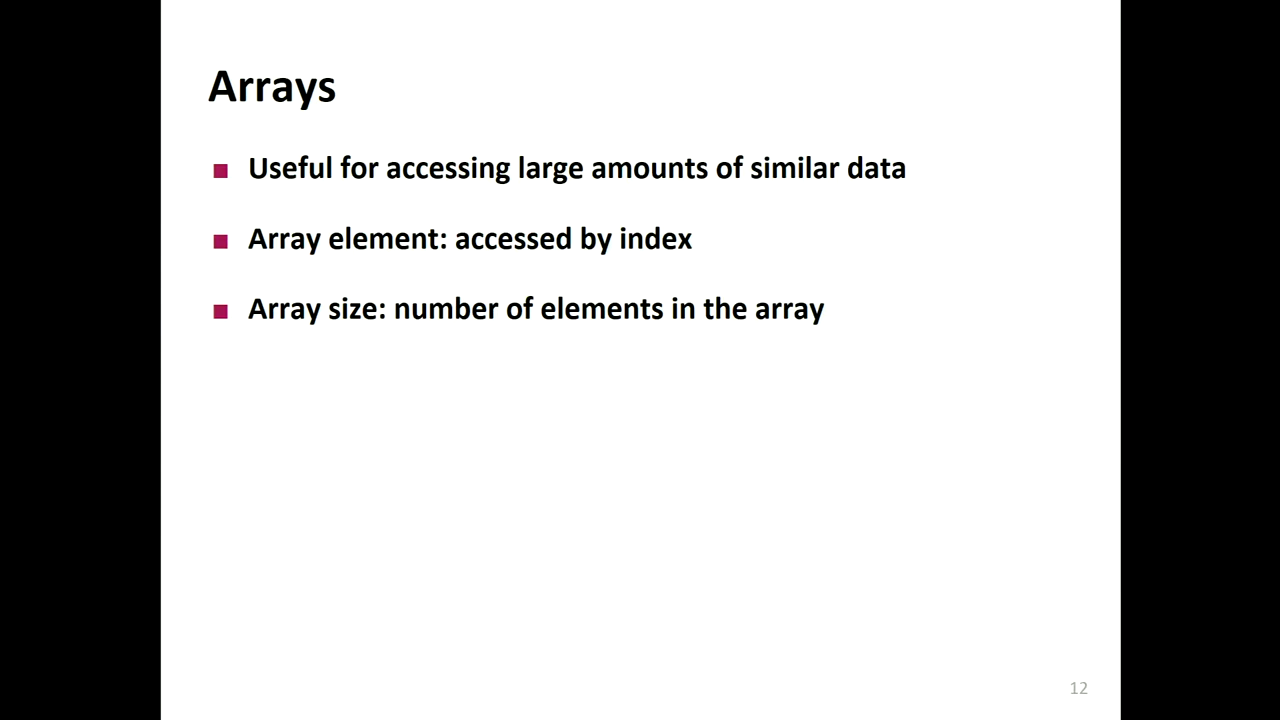 Arrays
Useful for accessing large amounts of similar data
Array element: accessed by index
Array size: number of elements in the array
12